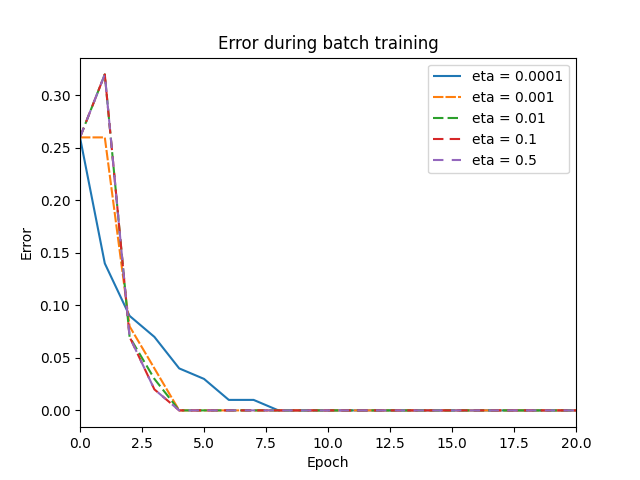 Error during batch training
eta = 0.0001
eta = 0.001
eta = 0.01
eta = 0.1
eta = 0.5
Error
0.30
0.25
0.20
0.15
0.10
0.05
0.00
0.0 2.5 5.0 7.5 10.0 12.5 15.0 17.5 20.0
Epoch